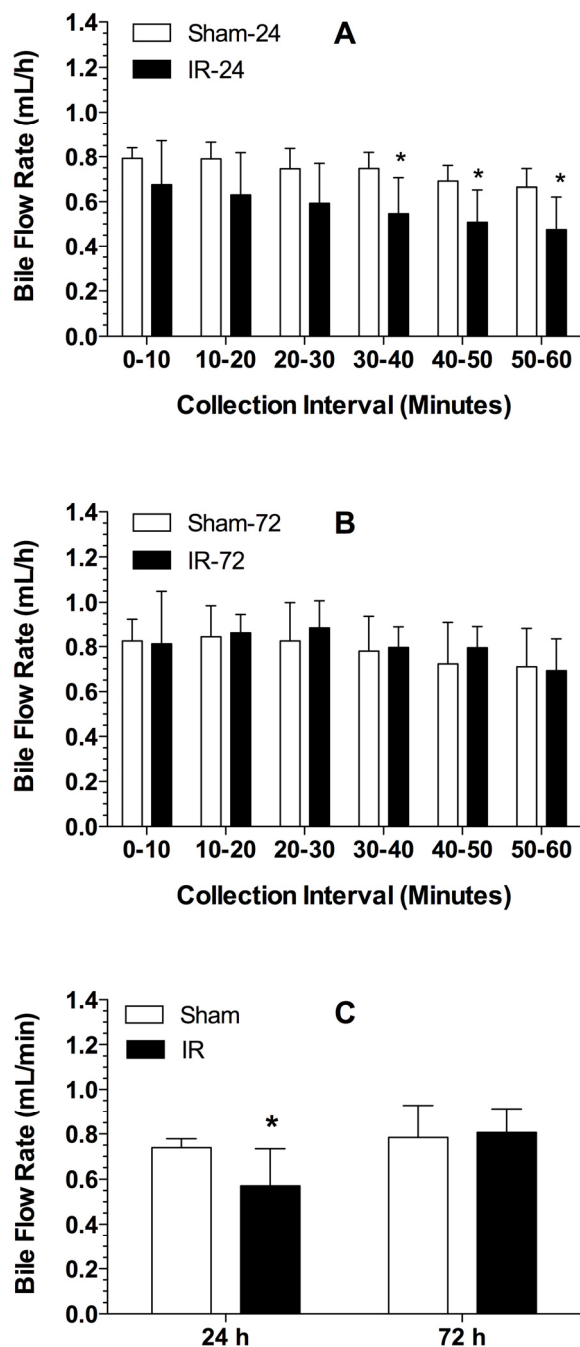 Bile Flow Rate (mL/h)
1.4
1.2
1.0
0.8
0.6
0.4
0.2
0.0
Sham-24
IR-24
A
*
*
*
0-10 10-20 20-30 30-40 40-50 50-60
Collection Interval (Minutes)
Bile Flow Rate (mL/h)
1.4
1.2
1.0
0.8
0.6
0.4
0.2
0.0
Sham-72
IR-72
B
0-10 10-20 20-30 30-40 40-50 50-60
Collection Interval (Minutes)
Bile Flow Rate (mL/min)
1.4
1.2
1.0
0.8
0.6
0.4
0.2
0.0
Sham
IR
C
*
24 h 72 h